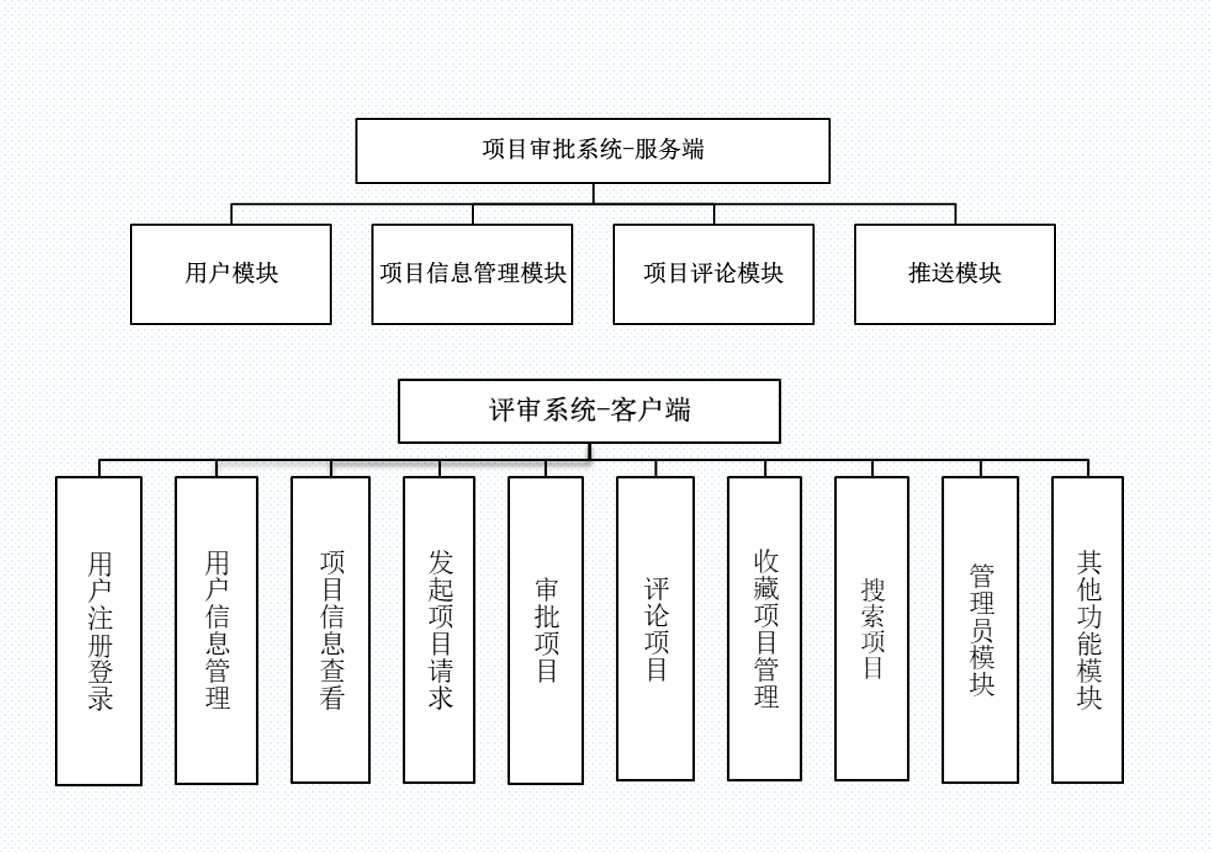 项目审批系统-服务端
用户模块
项目信息管理模块
项目评论模块
推送模块
评审系统-客户端
用户注册登录
用户信息管理
项目信息查看
发起项目请求
审批项目
评论项目
收藏项目管理
搜索项目
管理员模块
其他功能模块